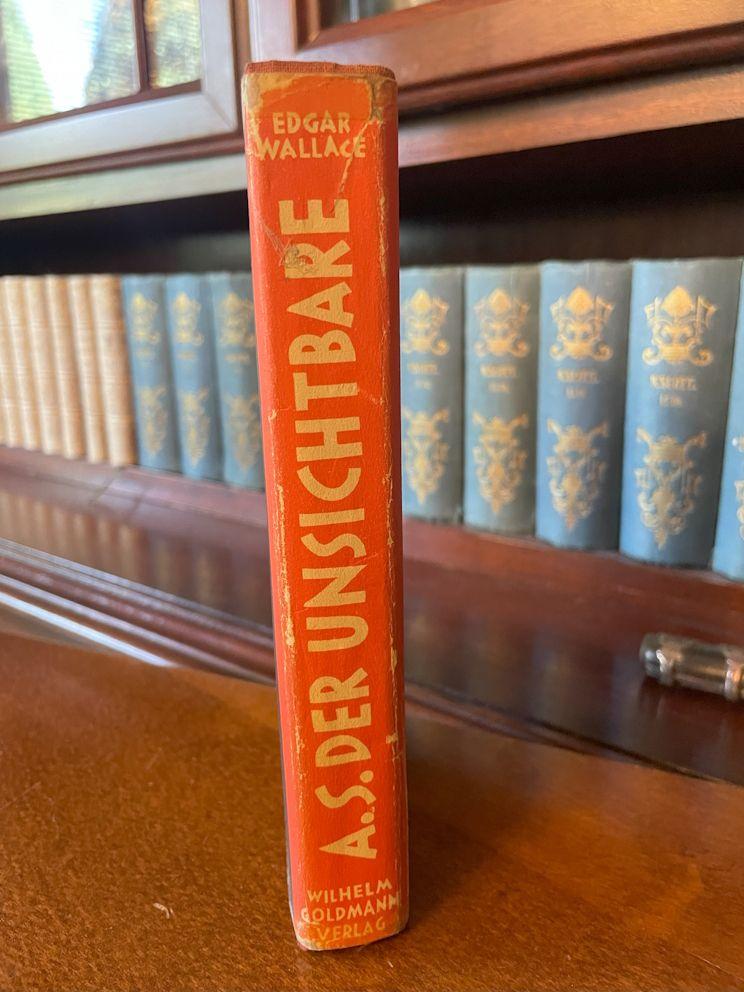 EDGAR
WALLACE
A.S. DER UNSICHTBARE
WILHELM
GOLDMANN
VERLAG